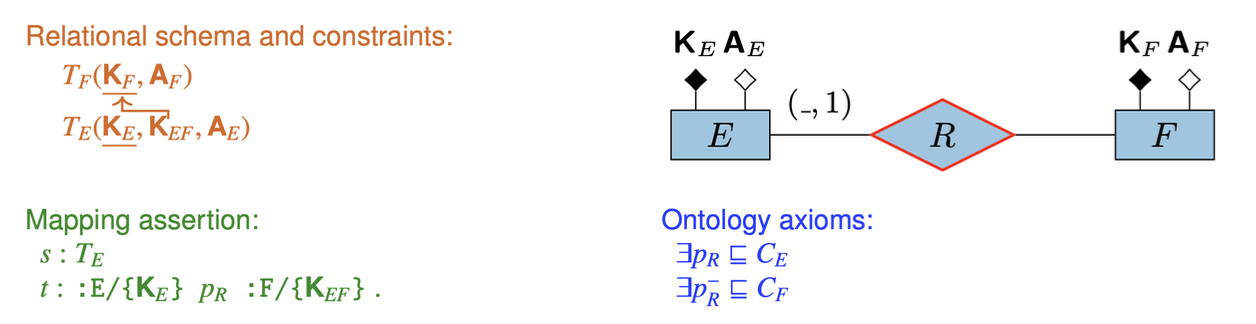 Relational schema and constraints:
T_F(K_F, A_F)
T_E(K_E, K_EF, A_E)
K_E A_E
K_F A_F
(_, 1)
E
R
F
Mapping assertion:
s : T_E
t : :E/{K_E} p_R :F/{K_EF} .
Ontology axioms:
∃p_R ⊑ C_E
∃p_R⁻ ⊑ C_F